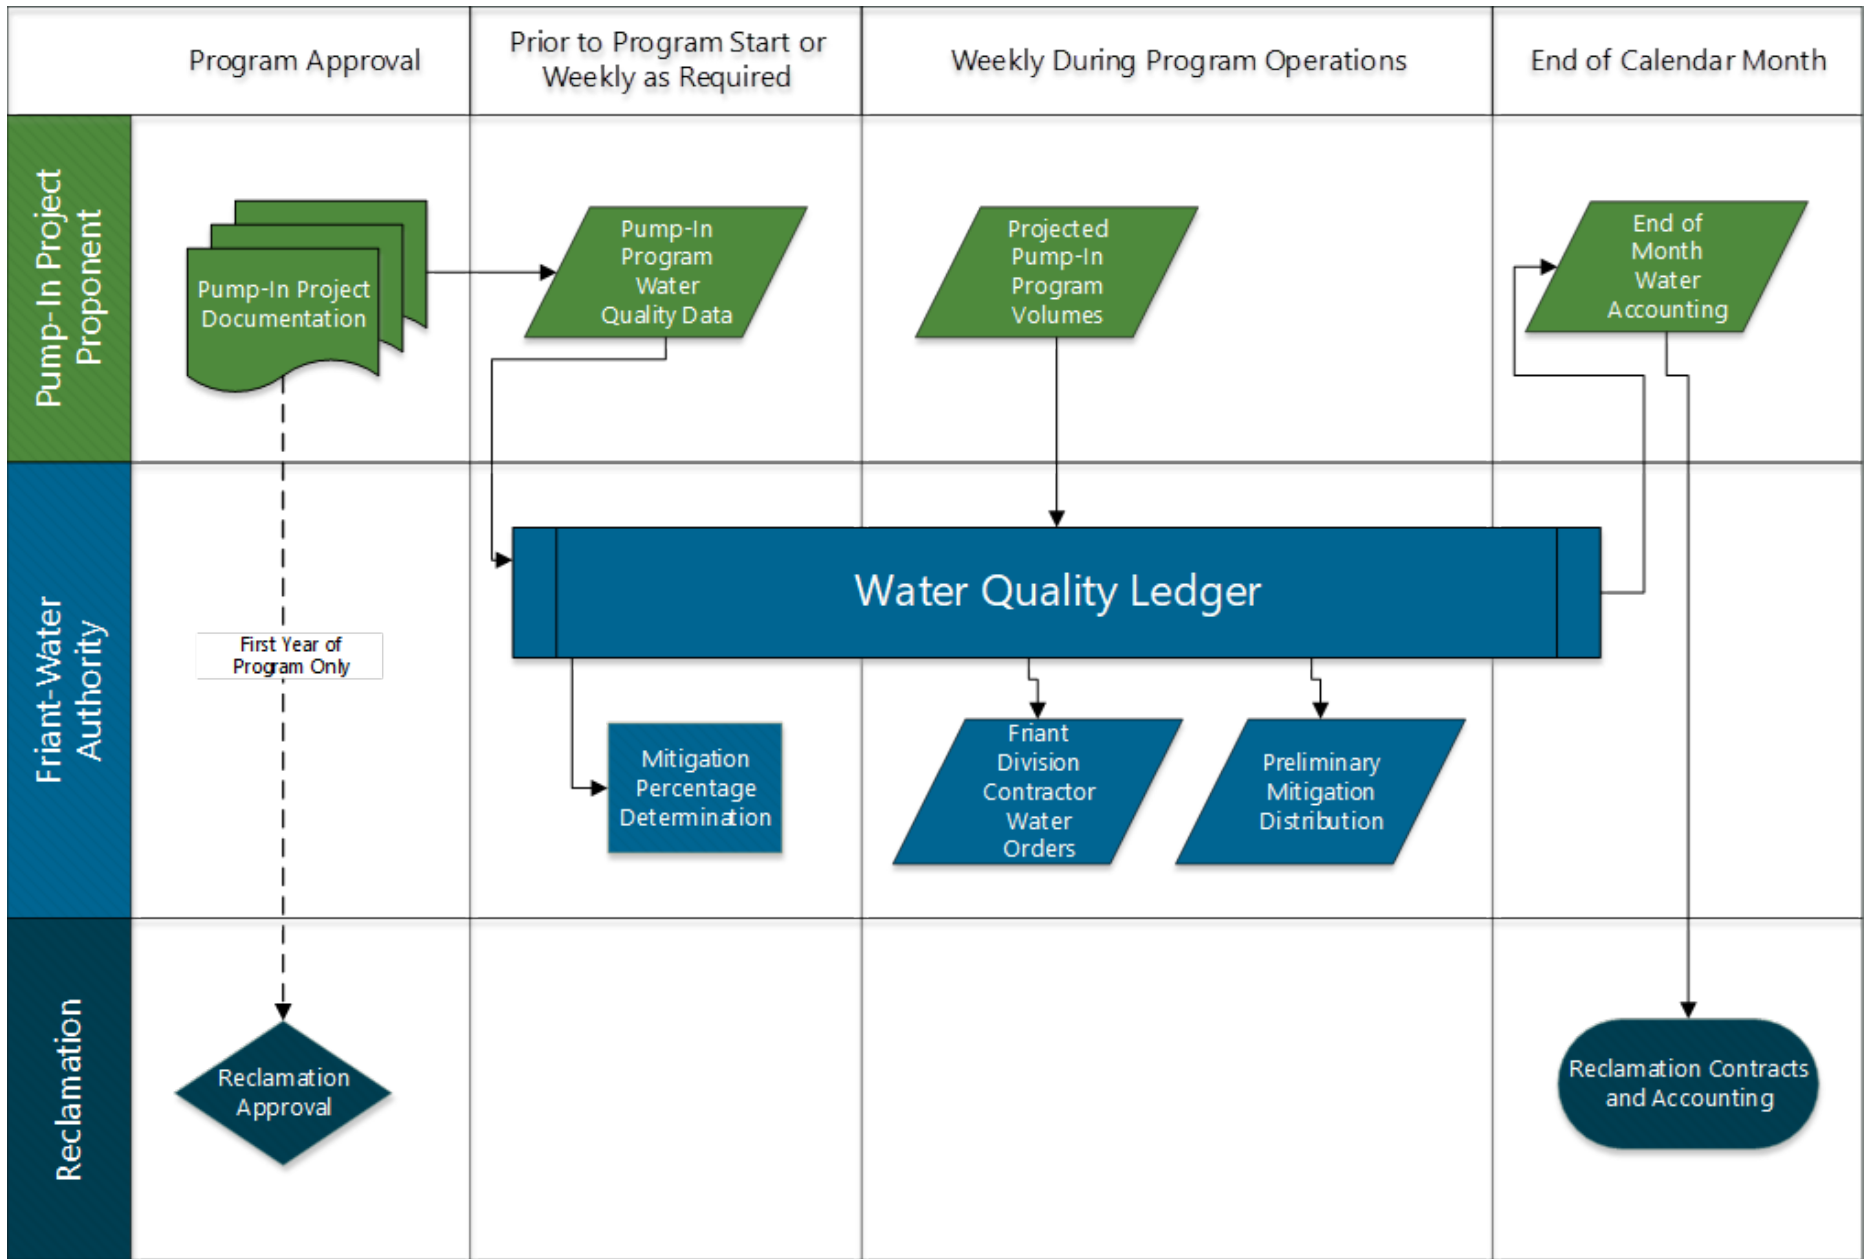 Program Approval
Prior to Program Start or
Weekly as Required
Weekly During Program Operations
End of Calendar Month
Pump-In Project
Proponent
Pump-In Project
Documentation
Pump-In
Program
Water
Quality Data
Projected
Pump-In
Program
Volumes
End of
Month
Water
Accounting
Friant-Water
Authority
First Year of
Program Only
Water Quality Ledger
Mitigation
Percentage
Determination
Friant
Division
Contractor
Water
Orders
Preliminary
Mitigation
Distribution
Reclamation
Reclamation
Approval
Reclamation Contracts
and Accounting